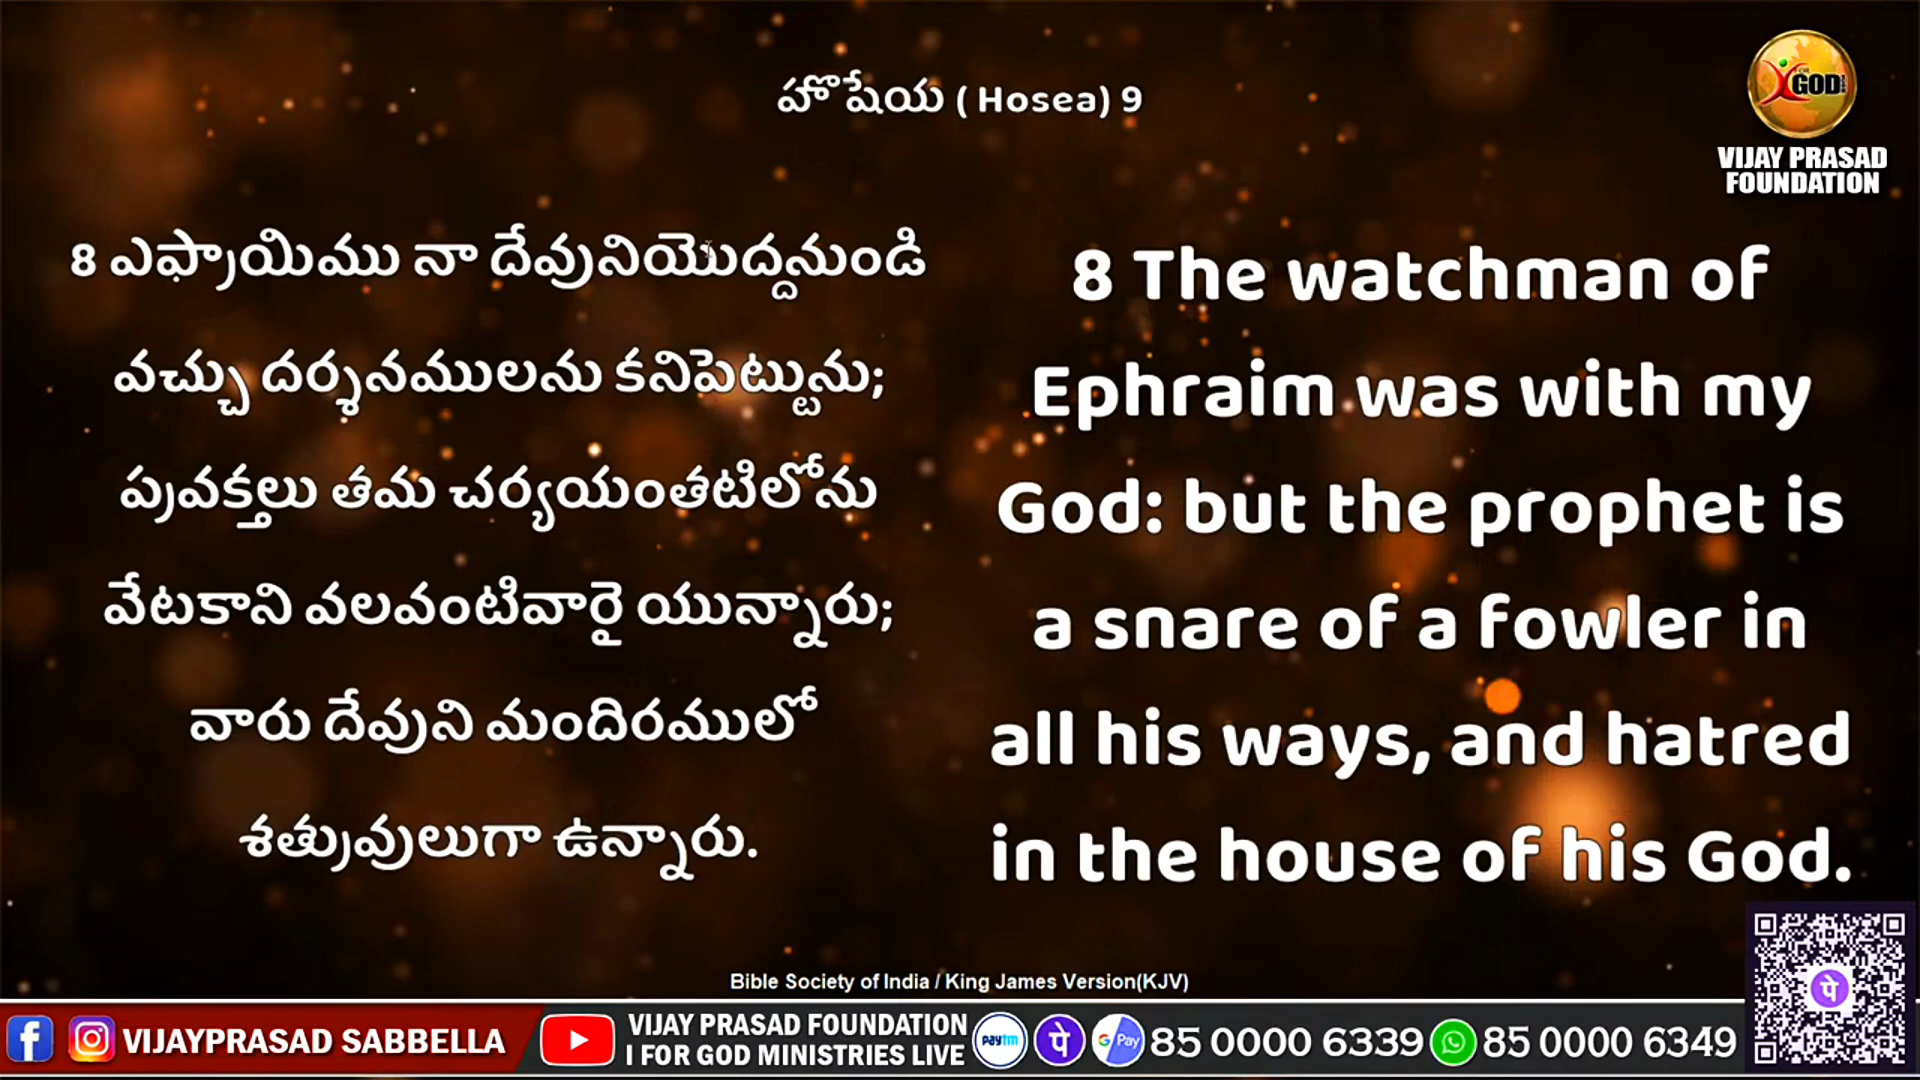 హొషేయ ( Hosea) 9
GOD
VIJAY PRASAD
FOUNDATION
8 ఎఫ్రాయిము నా దేవునియొద్దనుండి
వచ్చు దర్శనములను కనిపెట్టును;
ప్రవక్తలు తమ చర్యయంతటిలోను
వేటకాని వలవంటివారై యున్నారు;
వారు దేవుని మందిరములో
శత్రువులుగా ఉన్నారు.
8 The watchman of
Ephraim was with my
God: but the prophet is
a snare of a fowler in
all his ways, and hatred
in the house of his God.
Bible Society of India / King James Version(KJV)
VIJAYPRASAD SABBELLA
VIJAY PRASAD FOUNDATION
I FOR GOD MINISTRIES LIVE
paytm
पे
G Pay
85 0000 6339
85 0000 6349
पे